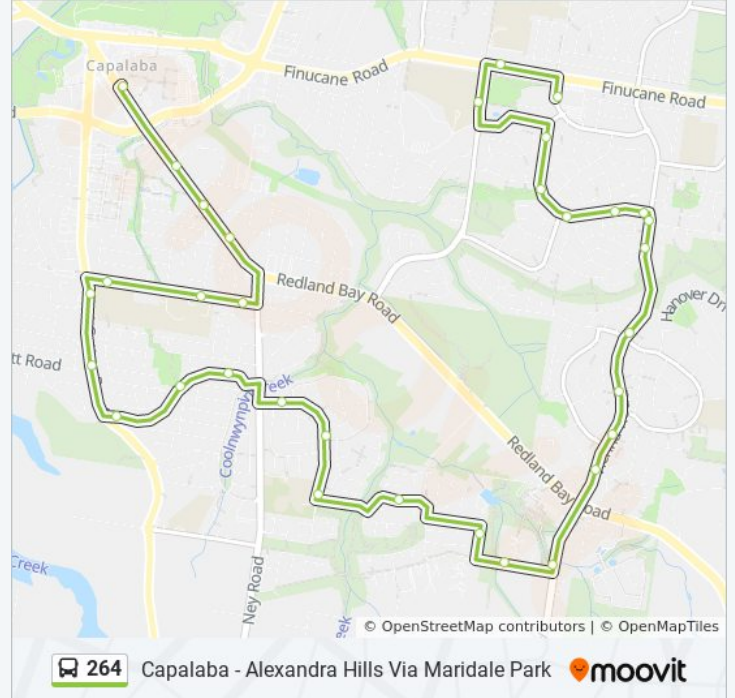 Capalaba
Finucane Road
Finucane Road
Redland Bay Road
Hanover Dr
tt Road
Coolnwynpin Creek
Redland Bay Road
Ney Road
Creek
eek
© OpenStreetMap contributors | © OpenMapTiles
264 Capalaba - Alexandra Hills Via Maridale Park moovit